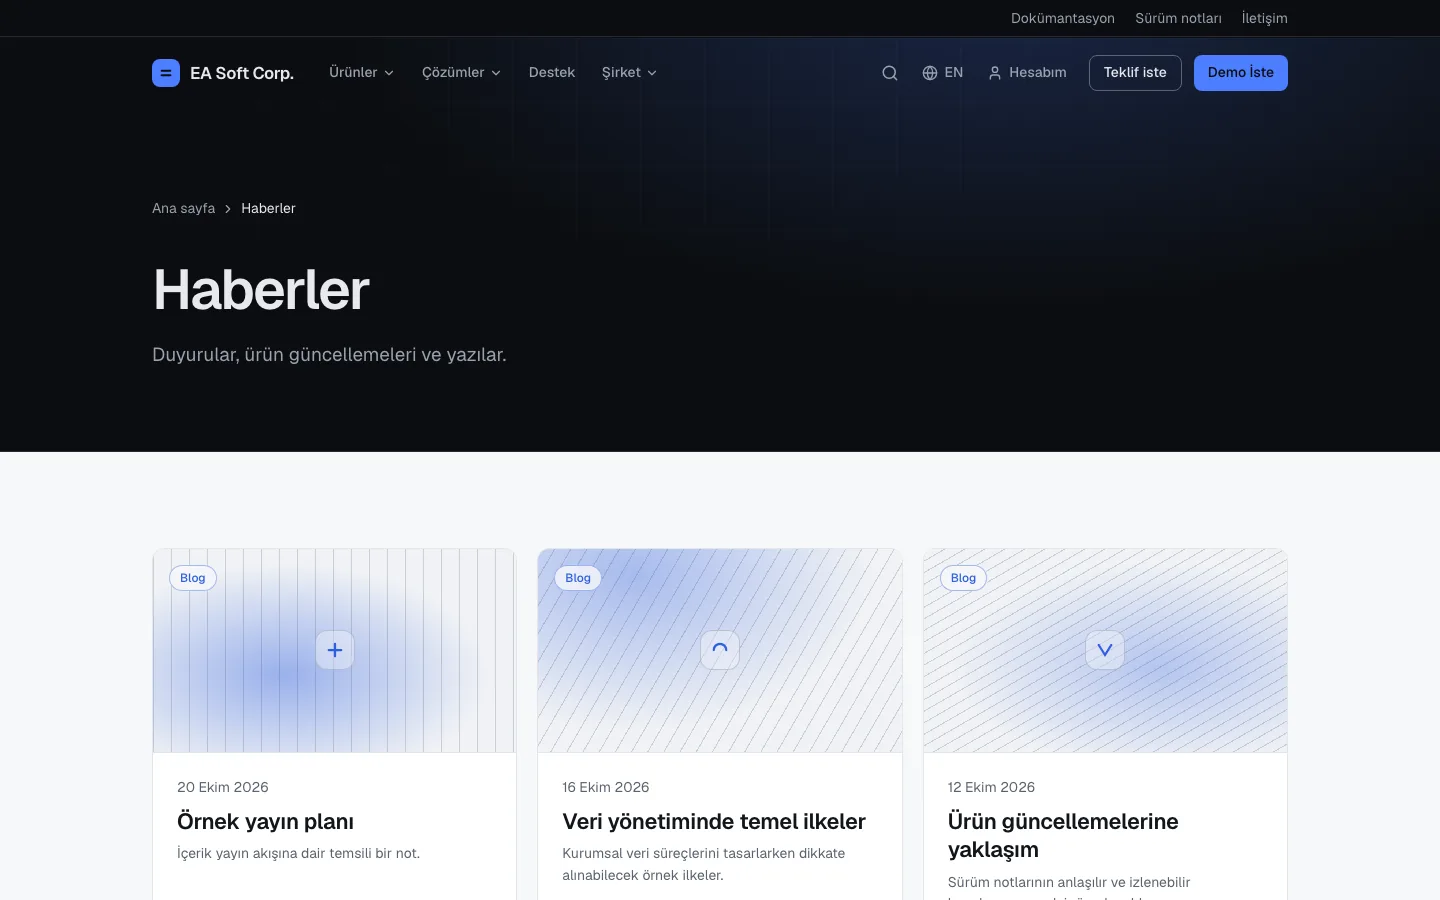 Dokümantasyon Sürüm notları İletişim
EA Soft Corp. Ürünler Çözümler Destek Şirket EN Hesabım Teklif iste Demo İste
Ana sayfa > Haberler
Haberler
Duyurular, ürün güncellemeleri ve yazılar.
Blog
20 Ekim 2026
Örnek yayın planı
İçerik yayın akışına dair temsili bir not.
Blog
16 Ekim 2026
Veri yönetiminde temel ilkeler
Kurumsal veri süreçlerini tasarlarken dikkate
alınabilecek örnek ilkeler.
Blog
12 Ekim 2026
Ürün güncellemelerine
yaklaşım
Sürüm notlarının anlaşılır ve izlenebilir